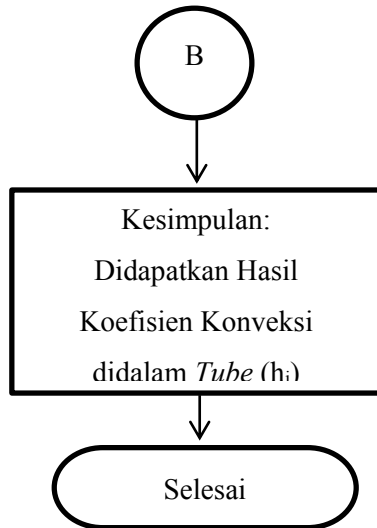 B
Kesimpulan:
Didapatkan Hasil
Koefisien Konveksi
didalam Tube (hi)
Selesai